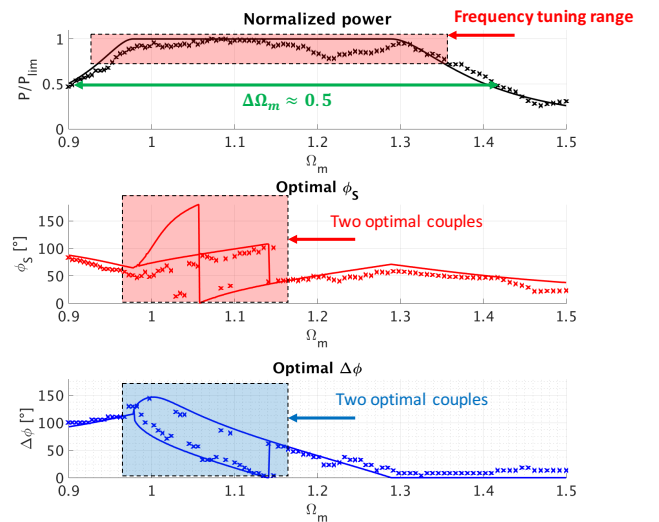 Normalized power
Frequency tuning range
P/P_lim
1
0.5
0
ΔΩ_m ≈ 0.5
0.9 1 1.1 1.2 1.3 1.4 1.5
Ω_m
Optimal ϕ_S
Two optimal couples
ϕ_S [°]
150
100
50
0
0.9 1 1.1 1.2 1.3 1.4 1.5
Ω_m
Optimal Δϕ
Two optimal couples
Δϕ [°]
150
100
50
0
0.9 1 1.1 1.2 1.3 1.4 1.5
Ω_m